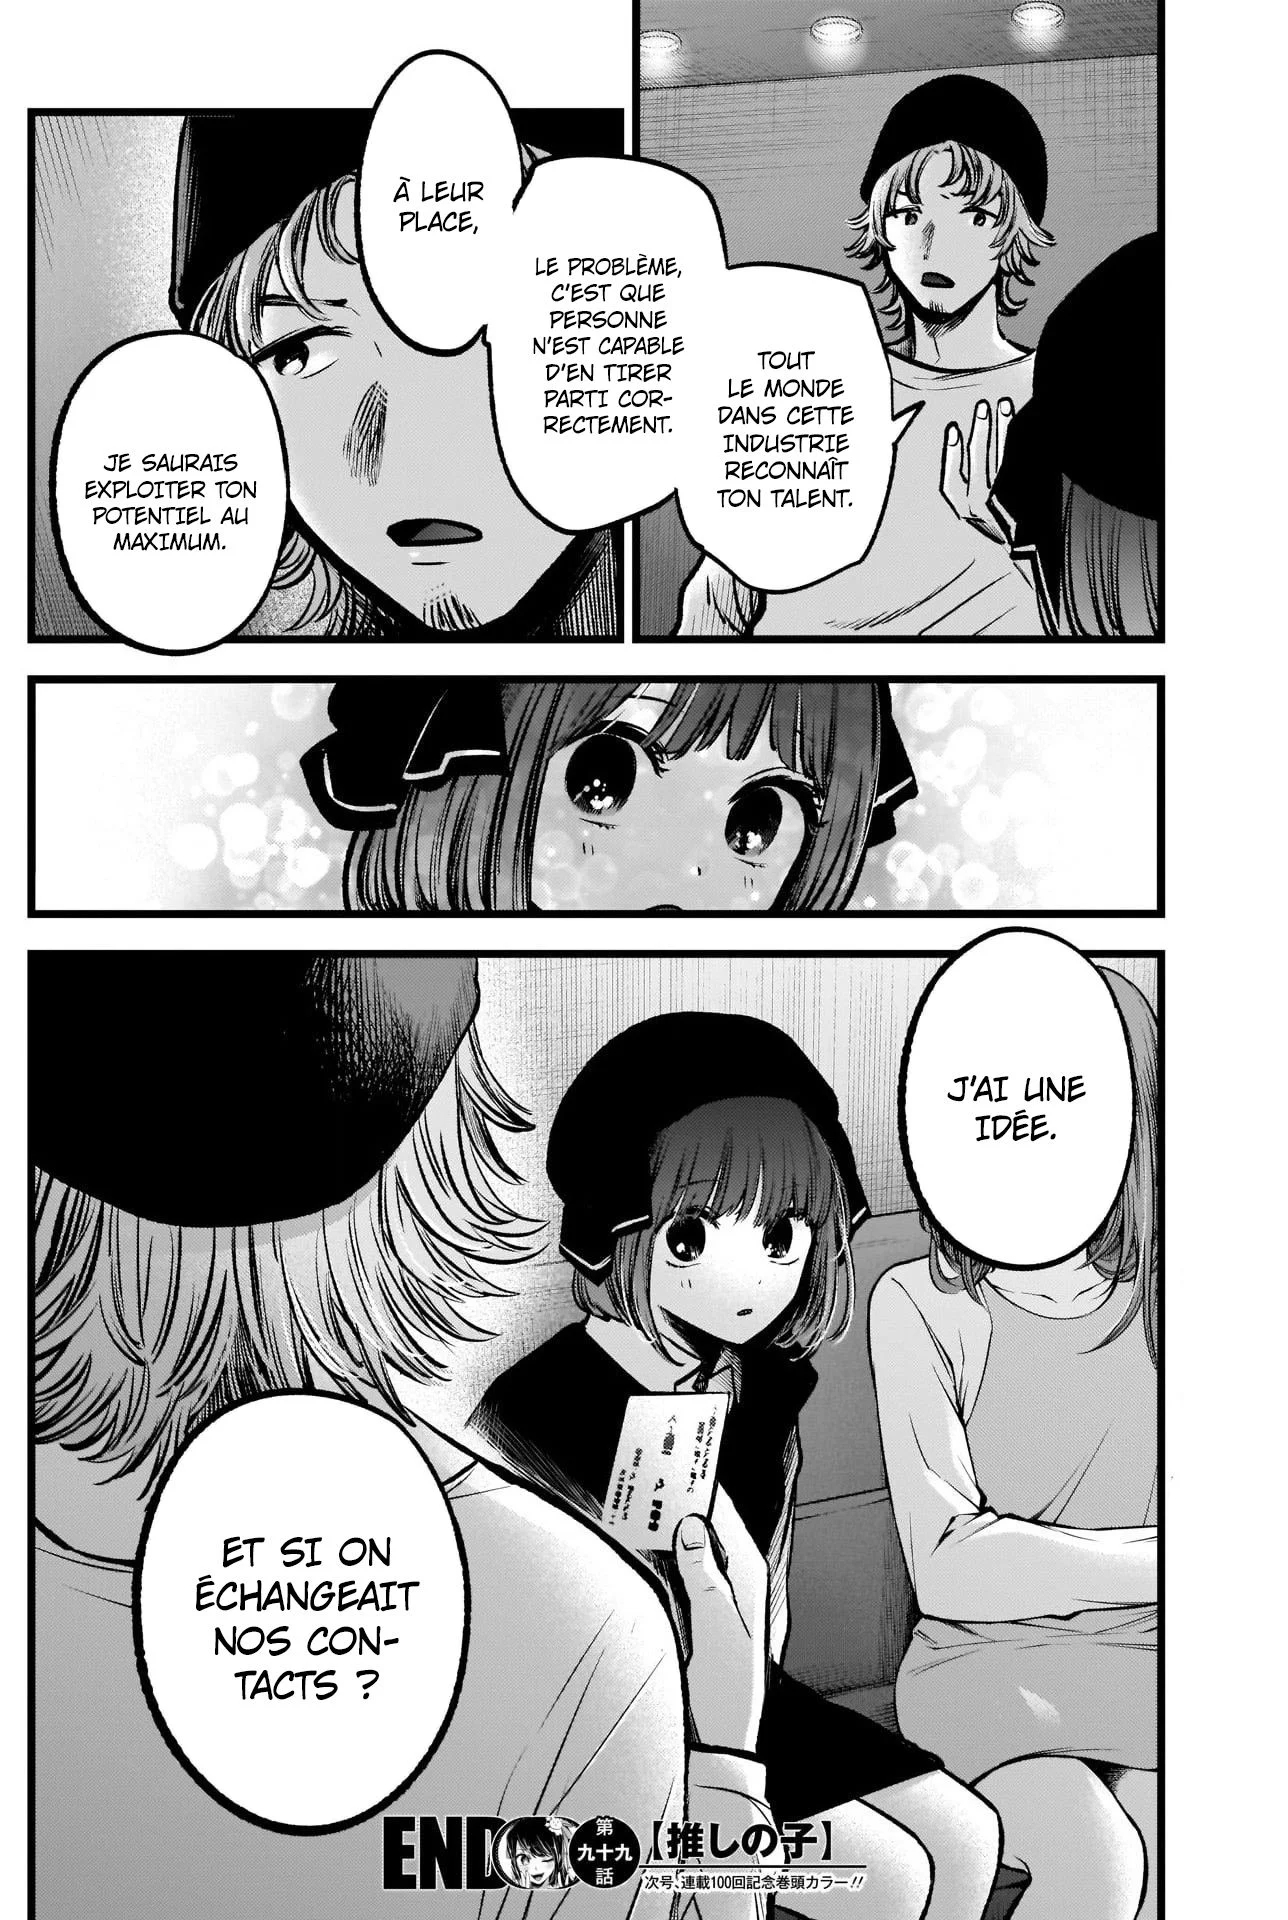 TOUT
LE MONDE
DANS CETTE
INDUSTRIE
RECONNAÎT
TON TALENT.
LE PROBLÈME,
C'EST QUE
PERSONNE
N'EST CAPABLE
D'EN TIRER
PARTI COR-
RECTEMENT.
À LEUR
PLACE,
JE SAURAIS
EXPLOITER TON
POTENTIEL AU
MAXIMUM.
J'AI UNE
IDÉE.
ET SI ON
ÉCHANGEAIT
NOS CON-
TACTS ?
END
第
九十九
話
【推しの子】
次号、連載100回記念巻頭カラー!!